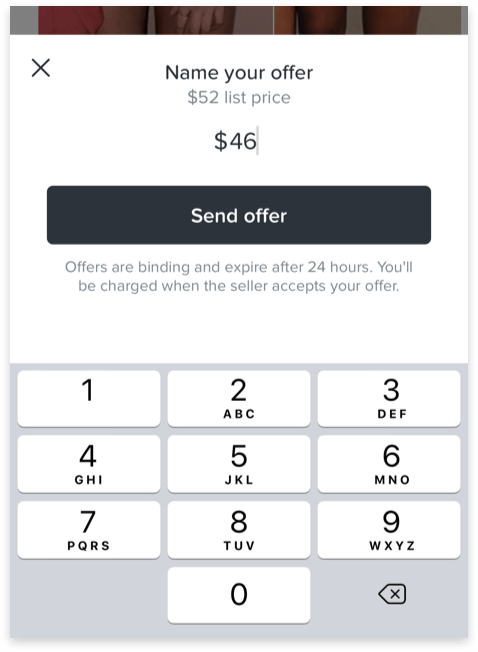 Name your offer
$52 list price
$46
Send offer
Offers are binding and expire after 24 hours. You'll
be charged when the seller accepts your offer.
1 2 3
ABC DEF
4 5 6
GHI JKL MNO
7 8 9
PQRS TUV WXYZ
0